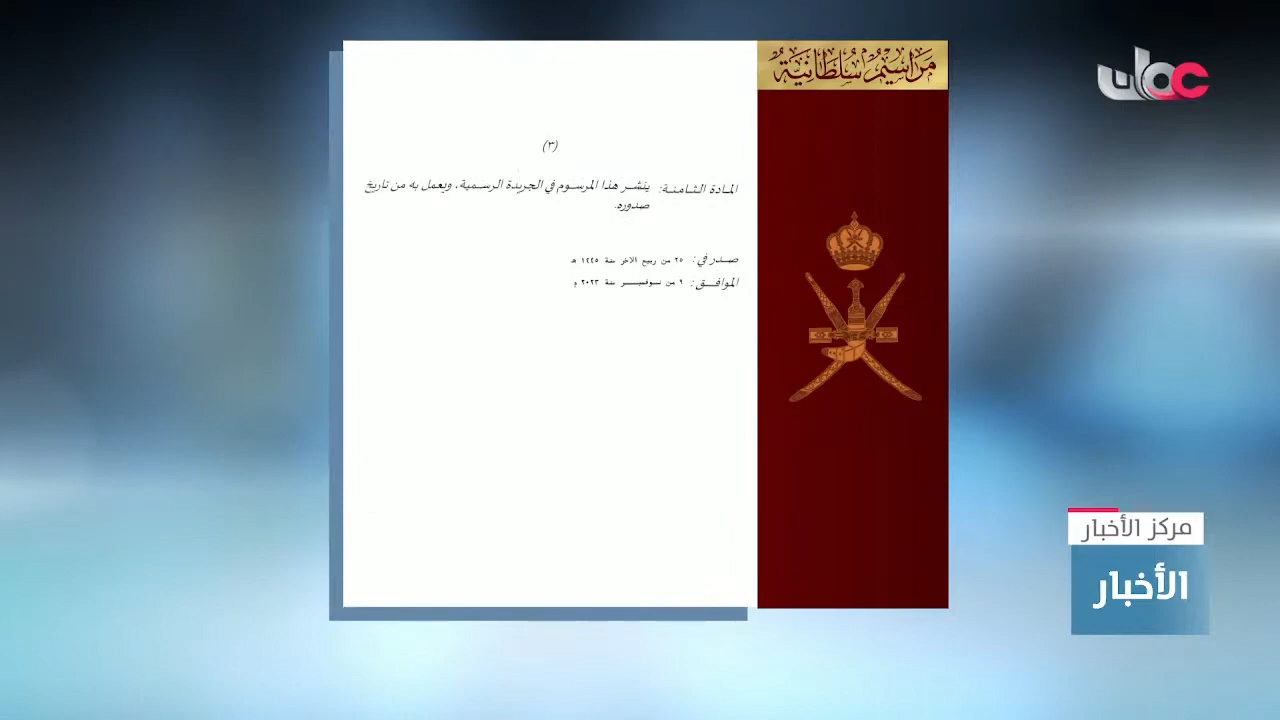 مراسيم سلطانية
عمان
(٣)
المادة الثامنة: ينشر هذا المرسوم في الجريدة الرسمية، ويعمل به من تاريخ
صدوره.
صدر في: ٢٥ من ربيع الآخر سنة ١٤٤٥ هـ
الموافق: ٩ من نوفمبر سنة ٢٠٢٣ م
مركز الأخبار
الأخبار